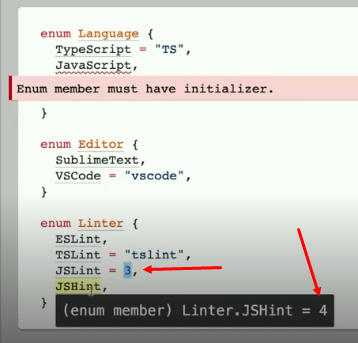 enum Language {
TypeScript = "TS",
JavaScript,
Enum member must have initializer.
}
enum Editor {
SublimeText,
VSCode = "vscode",
}
enum Linter {
ESLint,
TSLint = "tslint",
JSLint = 3,
JSHint,
}
(enum member) Linter.JSHint = 4